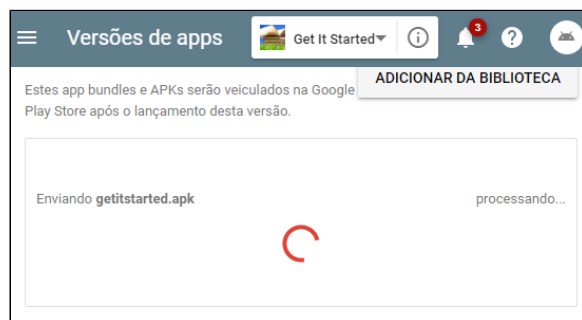 Versões de apps
Get It Started
3
ADICIONAR DA BIBLIOTECA
Estes app bundles e APKs serão veiculados na Google
Play Store após o lançamento desta versão.
Enviando getitstarted.apk processando...